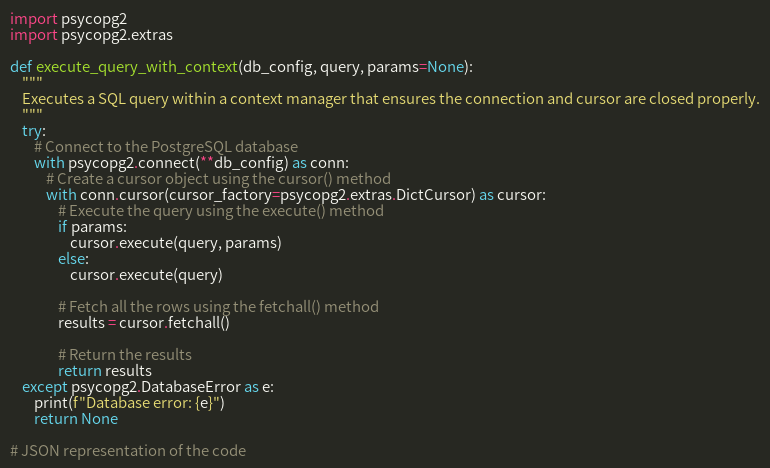 import psycopg2
import psycopg2.extras

def execute_query_with_context(db_config, query, params=None):
    """
    Executes a SQL query within a context manager that ensures the connection and cursor are closed properly.
    """
    try:
        # Connect to the PostgreSQL database
        with psycopg2.connect(**db_config) as conn:
            # Create a cursor object using the cursor() method
            with conn.cursor(cursor_factory=psycopg2.extras.DictCursor) as cursor:
                # Execute the query using the execute() method
                if params:
                    cursor.execute(query, params)
                else:
                    cursor.execute(query)

                # Fetch all the rows using the fetchall() method
                results = cursor.fetchall()

                # Return the results
                return results
    except psycopg2.DatabaseError as e:
        print(f"Database error: {e}")
        return None

# JSON representation of the code